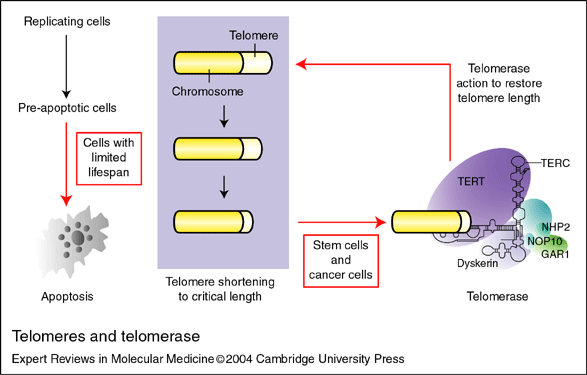 Replicating cells
Pre-apoptotic cells
Cells with
limited
lifespan
Apoptosis
Telomere
Chromosome
Telomere shortening
to critical length
Stem cells
and
cancer cells
Telomerase
action to restore
telomere length
TERC
TERT
NHP2
NOP10
GAR1
Dyskerin
Telomerase
Telomeres and telomerase
Expert Reviews in Molecular Medicine©2004 Cambridge University Press